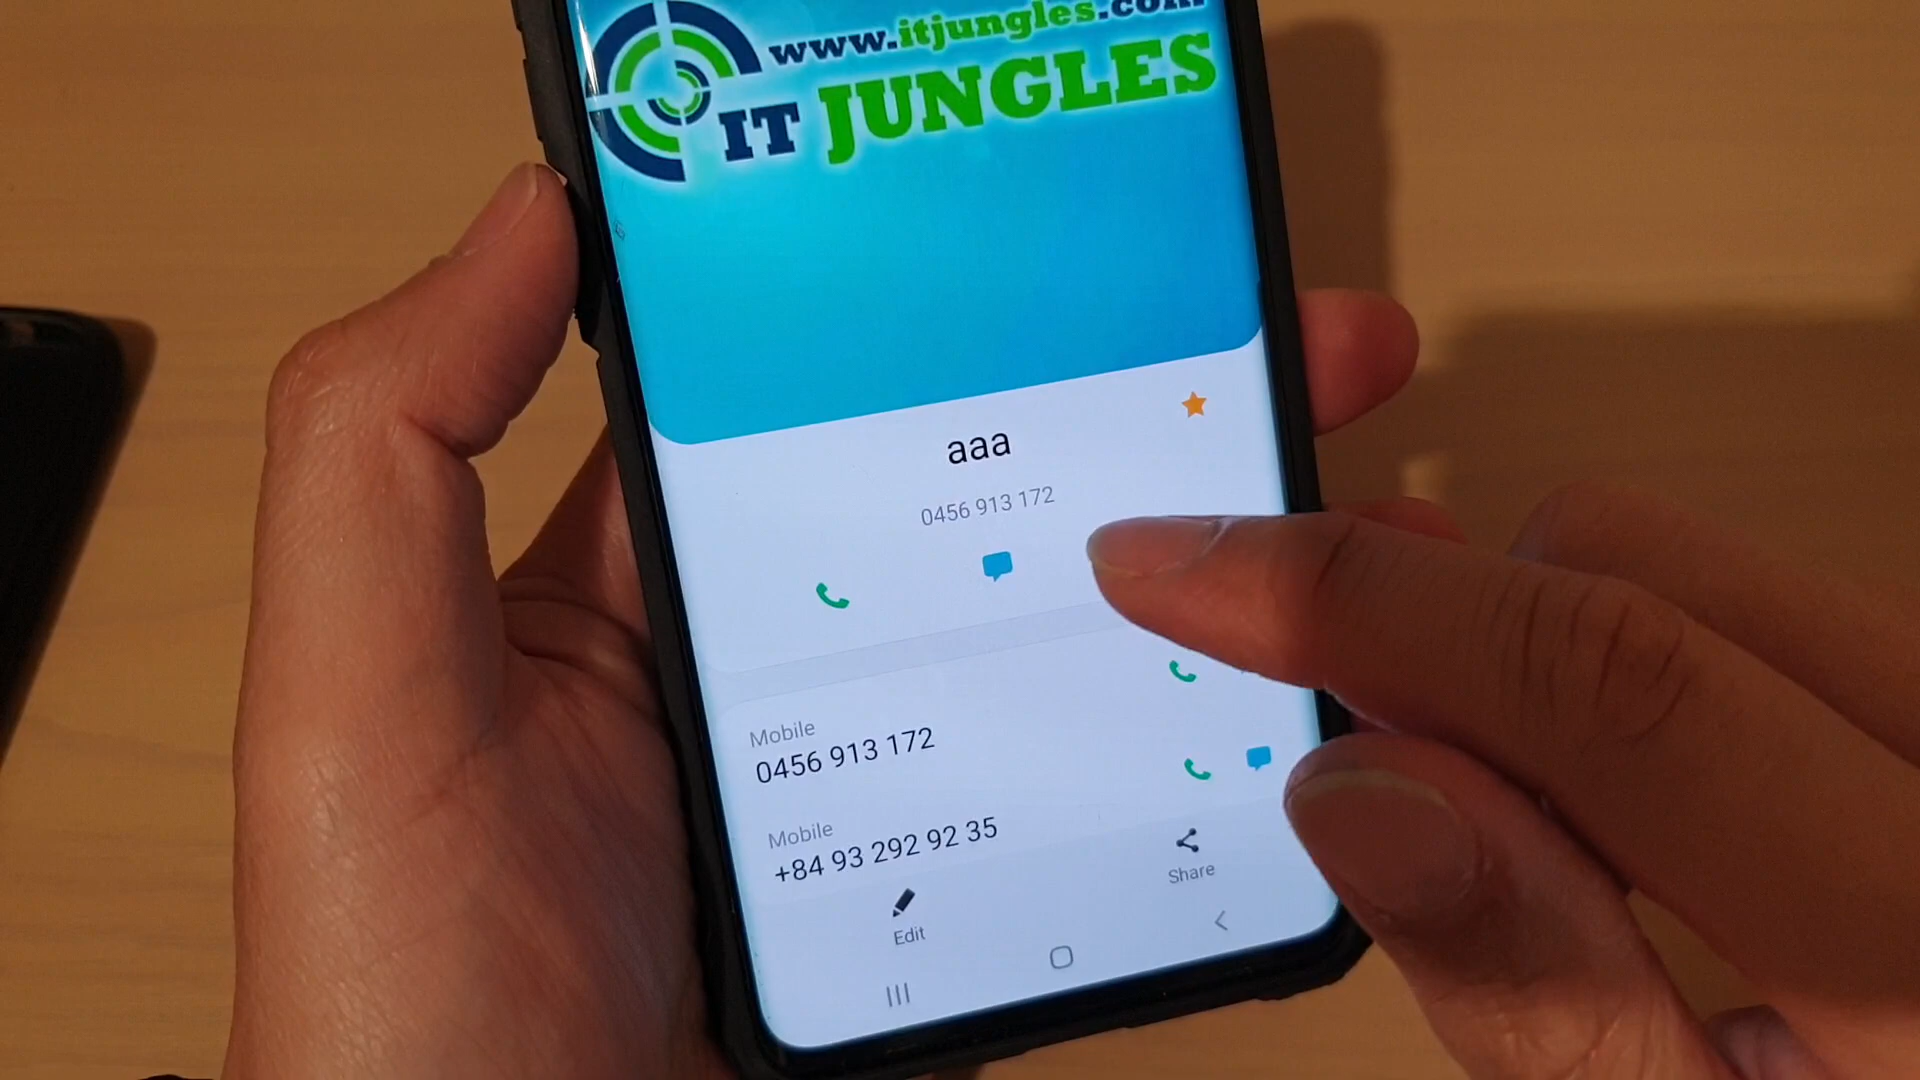 www.itjungles.com
IT JUNGLES
aaa
0456 913 172
Mobile
0456 913 172
Mobile
+84 93 292 92 35
Edit
Share